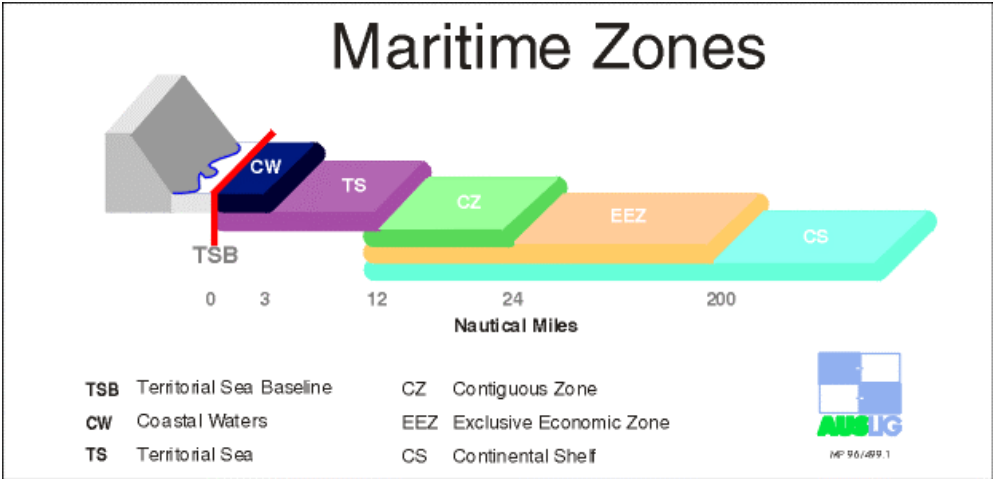 Maritime Zones
CW
TS
CZ
EEZ
CS
TSB
0 3 12 24 200
Nautical Miles
TSB Territorial Sea Baseline CZ Contiguous Zone
CW Coastal Waters EEZ Exclusive Economic Zone
TS Territorial Sea CS Continental Shelf
AUSLIG
MP 96/499.1